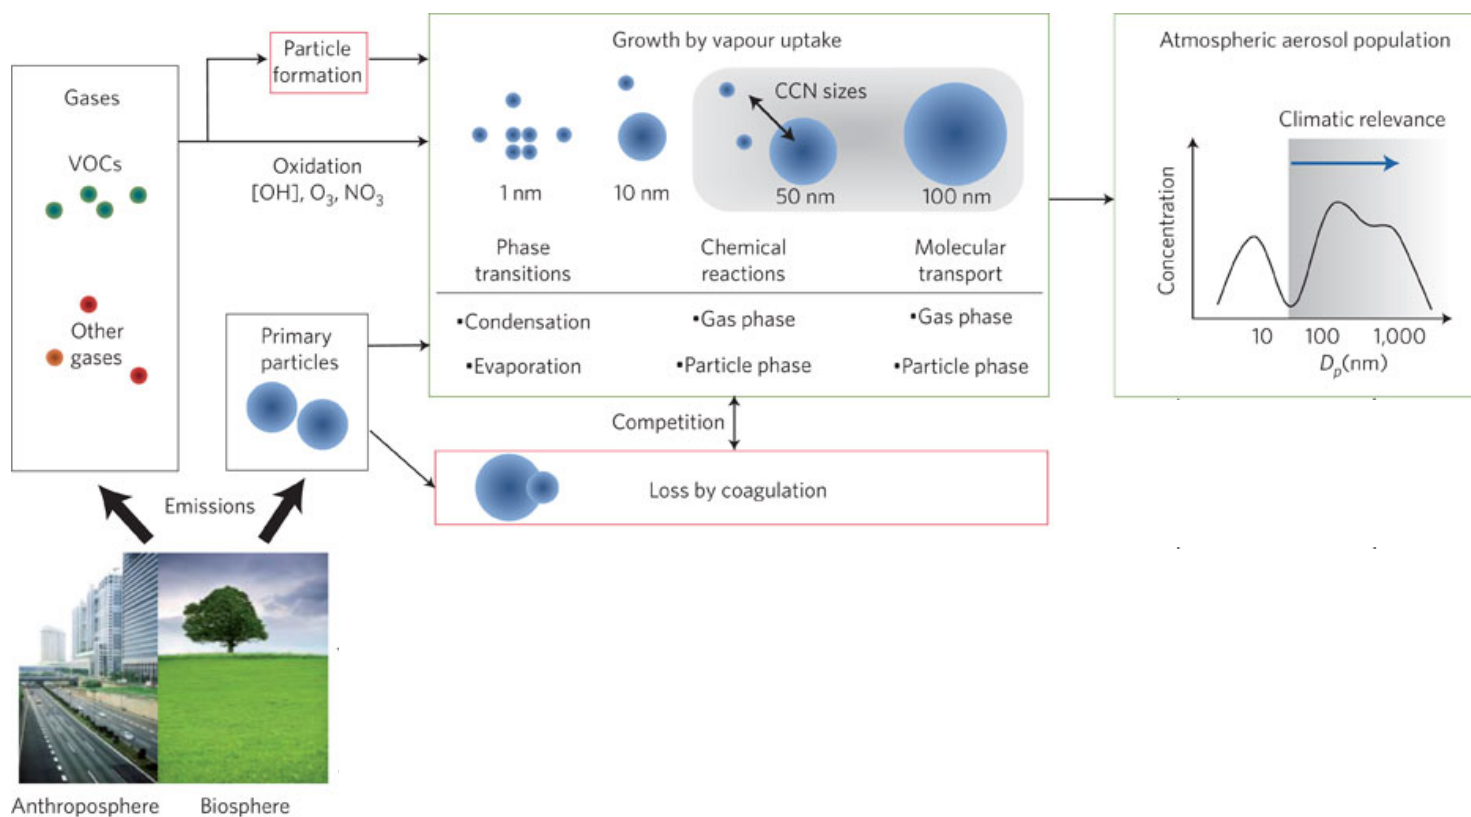 Gases
VOCs
Other
gases
Particle
formation
Oxidation
[OH], O₃, NO₃
Primary
particles
Emissions
Anthroposphere
Biosphere
Growth by vapour uptake
CCN sizes
1 nm
10 nm
50 nm
100 nm
Phase
transitions
Chemical
reactions
Molecular
transport
•Condensation
•Gas phase
•Gas phase
•Evaporation
•Particle phase
•Particle phase
Competition
Loss by coagulation
Atmospheric aerosol population
Climatic relevance
Concentration
10 100 1,000
Dₚ(nm)